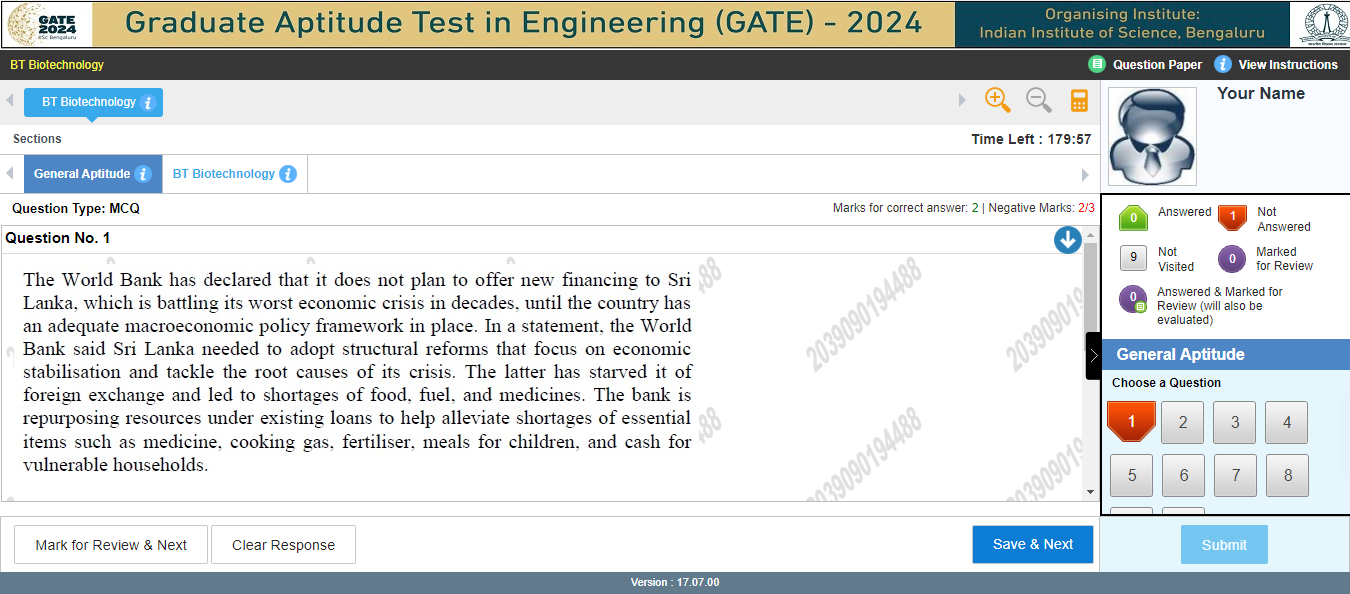 GATE
2024
IISc Bengaluru
Graduate Aptitude Test in Engineering (GATE) - 2024
Organising Institute:
Indian Institute of Science, Bengaluru
BT Biotechnology
Question Paper
View Instructions
BT Biotechnology i
Your Name
Sections
Time Left : 179:57
General Aptitude i
BT Biotechnology i
Question Type: MCQ
Marks for correct answer: 2 | Negative Marks: 2/3
Question No. 1
The World Bank has declared that it does not plan to offer new financing to Sri
Lanka, which is battling its worst economic crisis in decades, until the country has
an adequate macroeconomic policy framework in place. In a statement, the World
Bank said Sri Lanka needed to adopt structural reforms that focus on economic
stabilisation and tackle the root causes of its crisis. The latter has starved it of
foreign exchange and led to shortages of food, fuel, and medicines. The bank is
repurposing resources under existing loans to help alleviate shortages of essential
items such as medicine, cooking gas, fertiliser, meals for children, and cash for
vulnerable households.
88
2039090194488
20390901
88
2039090194488
203909019
0 Answered
1 Not Answered
9 Not Visited
0 Marked for Review
0 Answered & Marked for
Review (will also be
evaluated)
General Aptitude
Choose a Question
1 2 3 4
5 6 7 8
Mark for Review & Next
Clear Response
Save & Next
Submit
Version : 17.07.00